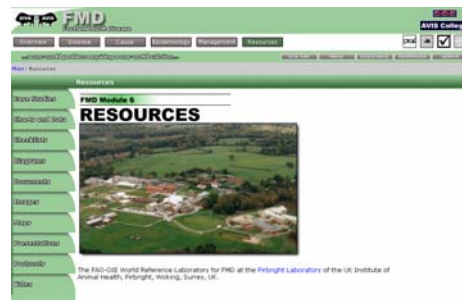 FMD
AVIS College
Overview Disease Cause Epidemiology Management Resources
Main : Resources
Resources
Case Studies
Charts and Data
Checklists
Diagrams
Documents
Images
Maps
Presentations
Protocols
Video
FMD Module 6
RESOURCES
The FAO-OIE World Reference Laboratory for FMD at the Pirbright Laboratory of the UK Institute of
Animal Health, Pirbright, Woking, Surrey, UK.